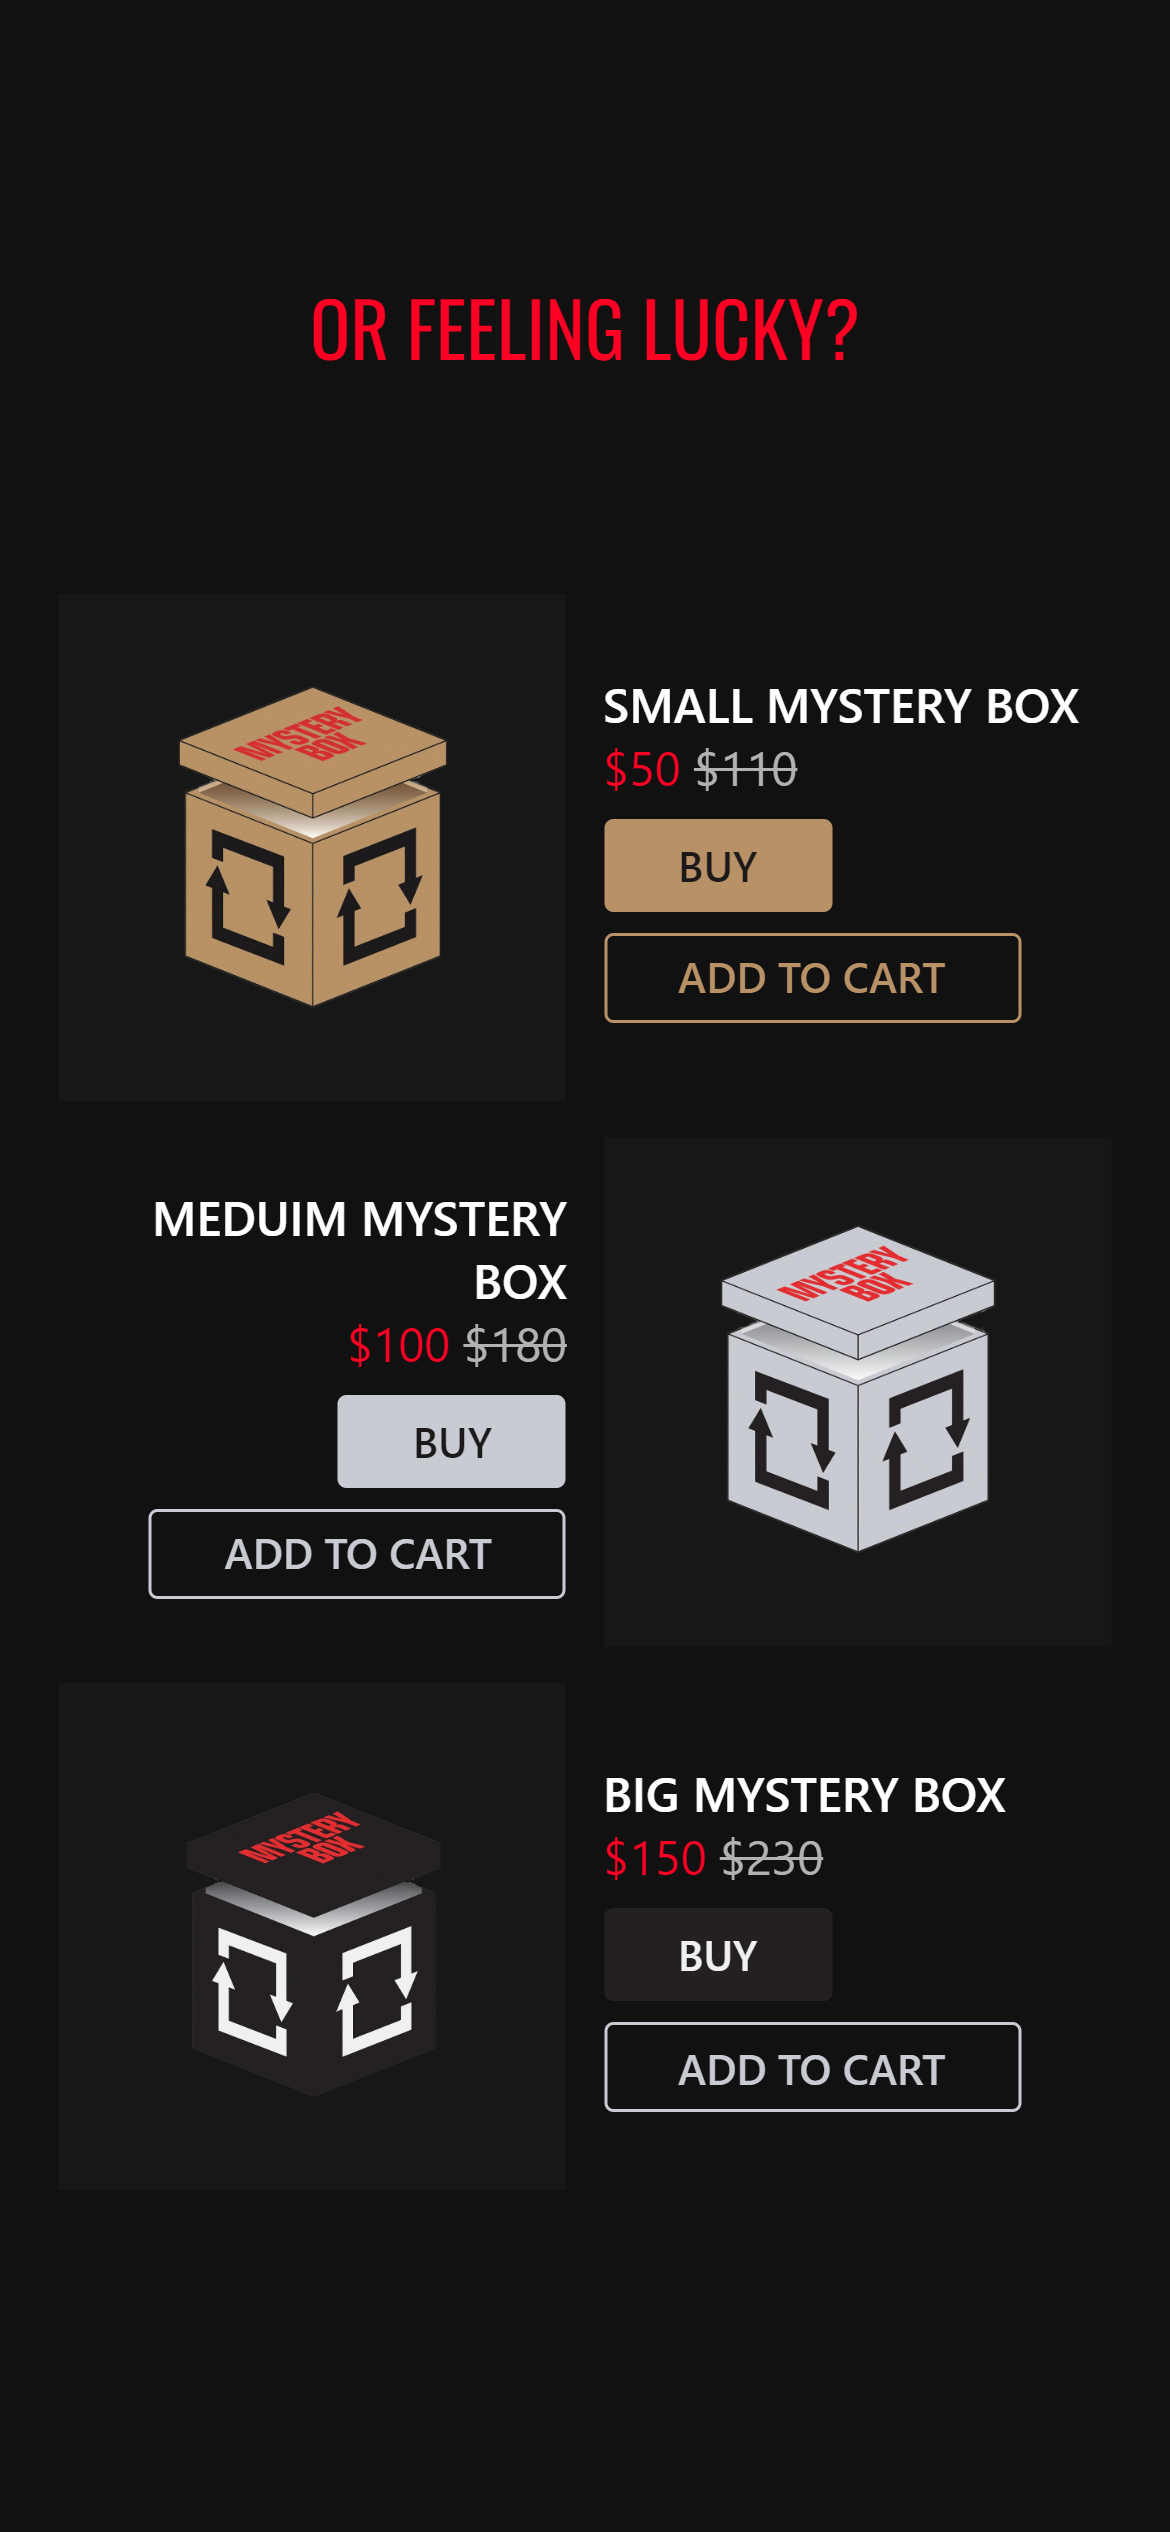 OR FEELING LUCKY?
MYSTERY
BOX
SMALL MYSTERY BOX
$50 $110
BUY
ADD TO CART
MEDUIM MYSTERY
BOX
$100 $180
BUY
ADD TO CART
MYSTERY
BOX
MYSTERY
BOX
BIG MYSTERY BOX
$150 $230
BUY
ADD TO CART